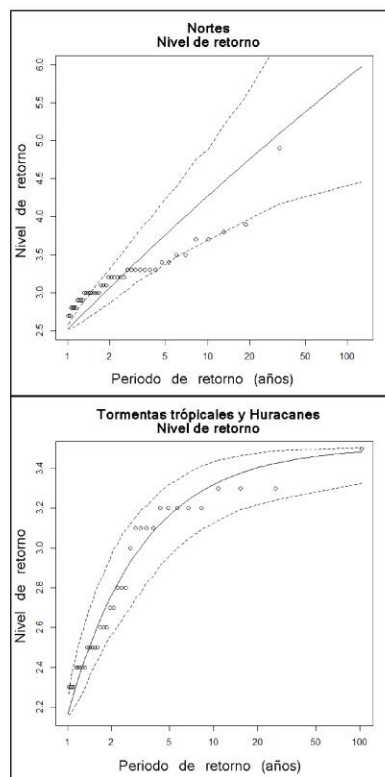 Nortes
Nivel de retorno
Nivel de retorno
6.0
5.5
5.0
4.5
4.0
3.5
3.0
2.5
1 2 5 10 20 50 100
Periodo de retorno (años)
Tormentas trópicales y Huracanes
Nivel de retorno
Nivel de retorno
3.4
3.2
3.0
2.8
2.6
2.4
2.2
1 2 5 10 20 50 100
Periodo de retorno (años)